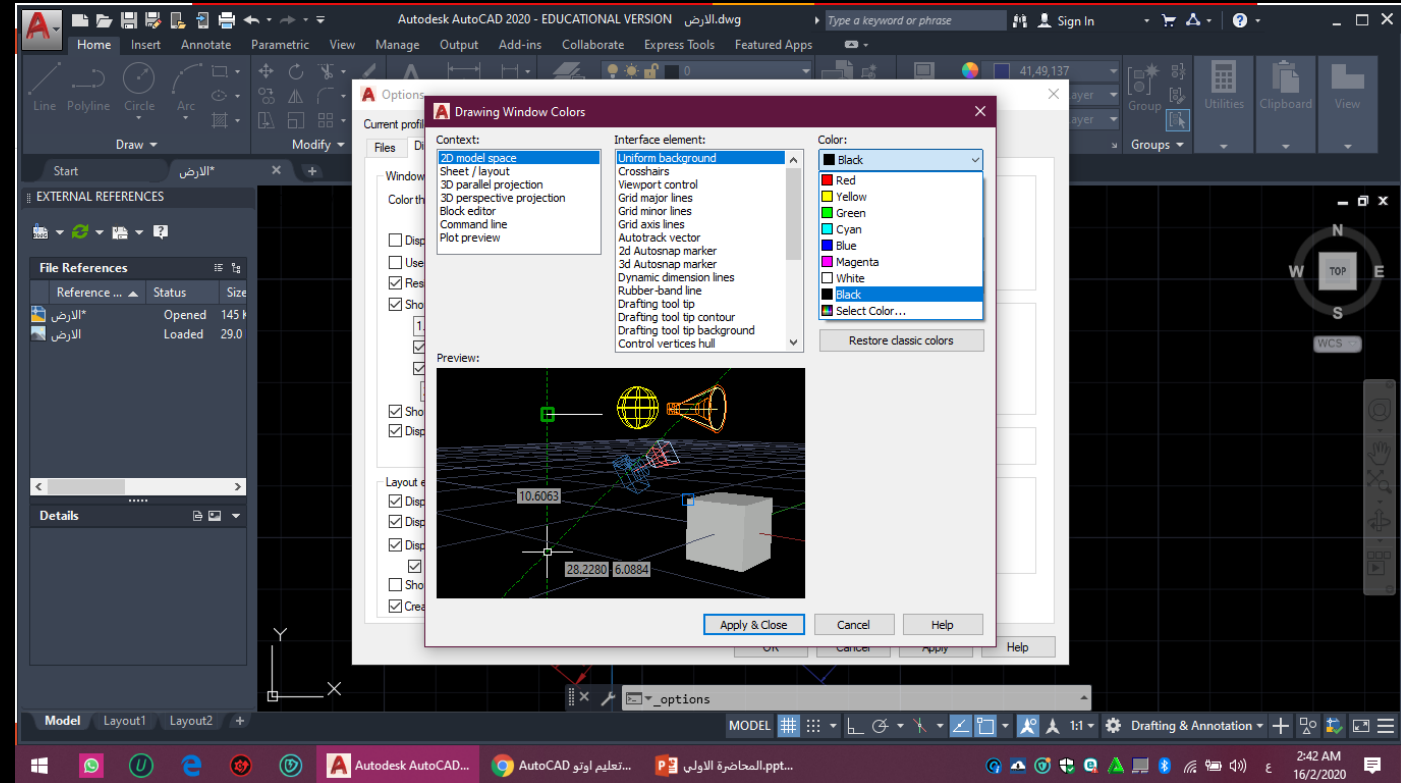 Autodesk AutoCAD 2020 - EDUCATIONAL VERSION الارض.dwg
Type a keyword or phrase
Sign In
Home Insert Annotate Parametric View Manage Output Add-ins Collaborate Express Tools Featured Apps
0
41,49,137
Line Polyline Circle Arc
Group
Utilities Clipboard View
Draw Modify Groups
Start الارض*
EXTERNAL REFERENCES
File References
Reference ... Status Size
الارض* Opened 145
الارض Loaded 29.0
Details
Options
Files
Drawing Window Colors
Context:
2D model space
Sheet / layout
3D parallel projection
3D perspective projection
Block editor
Command line
Plot preview
Interface element:
Uniform background
Crosshairs
Viewport control
Grid major lines
Grid minor lines
Grid axis lines
Autotrack vector
2d Autosnap marker
3d Autosnap marker
Dynamic dimension lines
Rubber-band line
Drafting tool tip
Drafting tool tip contour
Drafting tool tip background
Control vertices hull
Color:
Black
Red
Yellow
Green
Cyan
Blue
Magenta
White
Black
Select Color...
Restore classic colors
Preview:
10.6063
28.2280 6.0884
Apply & Close Cancel Help
OK Cancel Apply Help
N
W TOP E
S
WCS
Y
X
_options
Model Layout1 Layout2 +
MODEL 1:1 Drafting & Annotation
Autodesk AutoCAD...
تعليم اوتو AutoCAD...
المحاضرة الاولى.ppt...
ع
2:42 AM
16/2/2020